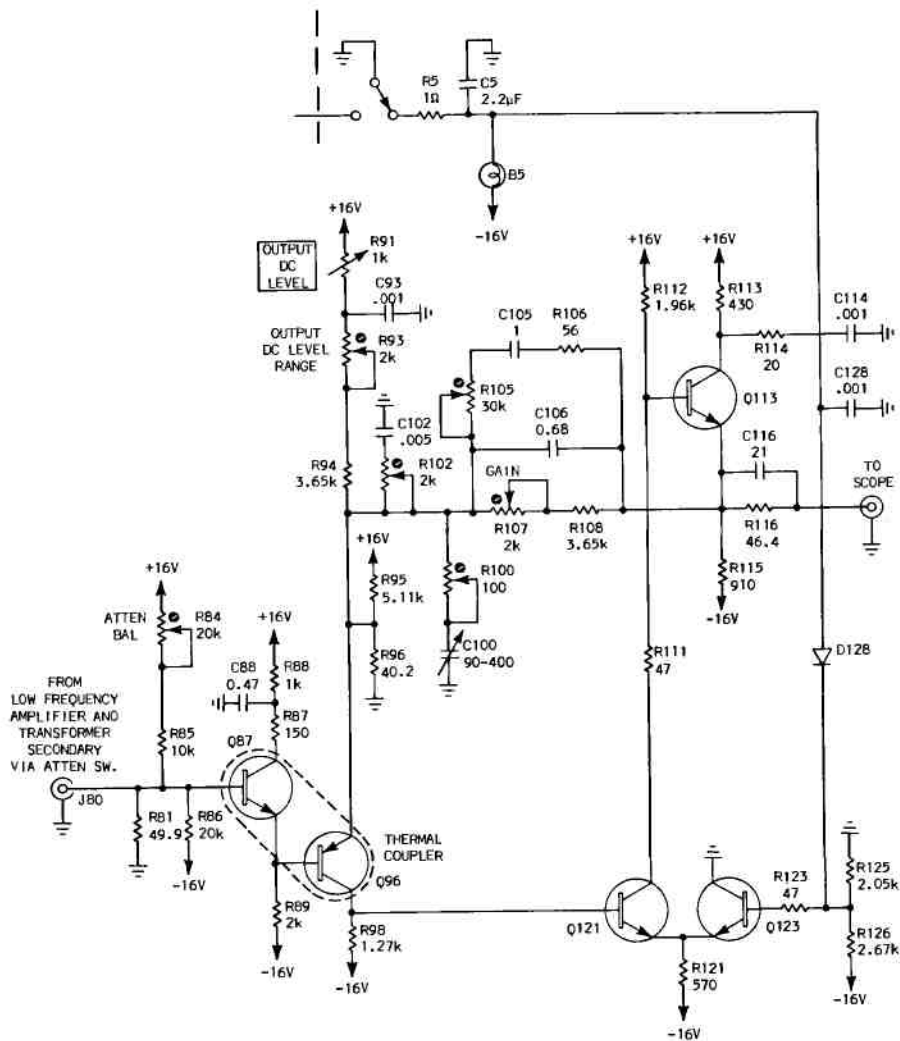 R5
1Ω
C5
2.2µF
B5
-16V
+16V
OUTPUT
DC
LEVEL
R91
1k
C93
.001
OUTPUT
DC LEVEL
RANGE
R93
2k
+16V
+16V
R112
1.96k
R113
430
C114
.001
R114
20
C105
1
R106
56
R105
30k
Q113
C128
.001
C102
.005
C106
0.68
C116
21
TO
SCOPE
R94
3.65k
R102
2k
GAIN
R107
2k
R108
3.65k
R116
46.4
R115
910
-16V
+16V
R95
5.11k
R100
100
+16V
ATTEN
BAL
R84
20k
+16V
C88
0.47
R88
1k
R96
40.2
C100
90-400
R111
47
D128
FROM
LOW FREQUENCY
AMPLIFIER AND
TRANSFORMER
SECONDARY
VIA ATTEN SW.
R85
10k
R87
150
Q87
J80
R81
49.9
R86
20k
-16V
THERMAL
COUPLER
Q96
R89
2k
-16V
R98
1.27k
-16V
Q121
Q123
R123
47
R125
2.05k
R126
2.67k
-16V
R121
570
-16V